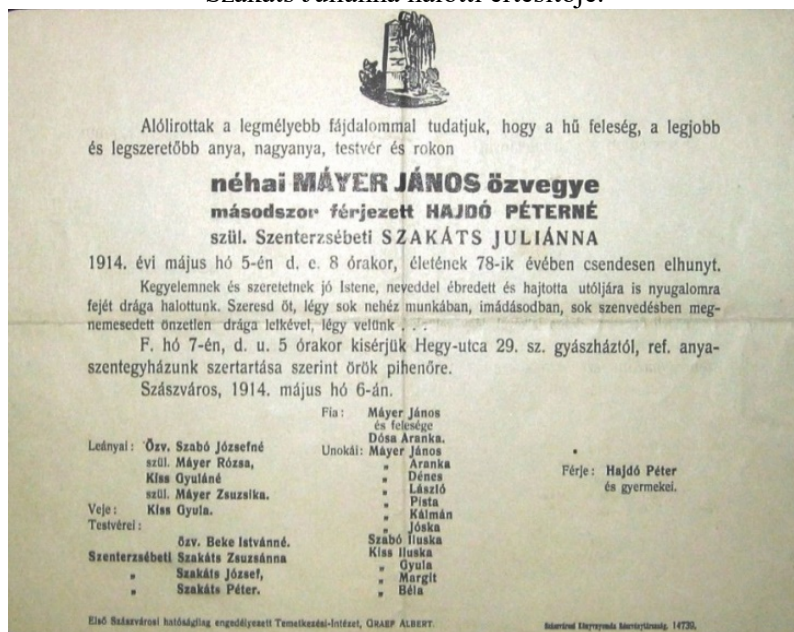 Szakáts Juliánna halotti értesítője.
Alólirottak a legmélyebb fájdalommal tudatjuk, hogy a hű feleség, a legjobb
és legszeretőbb anya, nagyanya, testvér és rokon
néhai MÁYER JÁNOS özvegye
másodszor férjezett HAJDÓ PÉTERNÉ
szül. Szenterzsébeti SZAKÁTS JULIÁNNA
1914. évi május hó 5-én d. e. 8 órakor, életének 78-ik évében csendesen elhunyt.
Kegyelemnek és szeretetnek jó Istene, neveddel ébredett és hajtotta utóljára is nyugalomra
fejét drága halottunk. Szeresd őt, légy sok nehéz munkában, imádásodban, sok szenvedésben meg-
nemesedett önzetlen drága lelkével, légy velünk . . .
F. hó 7-én, d. u. 5 órakor kisérjük Hegy-utca 29. sz. gyászháztól, ref. anya-
szentegyházunk szertartása szerint örök pihenőre.
Szászváros, 1914. május hó 6-án.
Leányai: Özv. Szabó Józsefné
szül. Máyer Rózsa,
Kiss Gyuláné
szül. Máyer Zsuzsika.
Veje: Kiss Gyula.
Testvérei:
özv. Beke Istvánné.
Szenterzsébeti Szakáts Zsuzsánna
„ Szakáts József,
„ Szakáts Péter.
Fia: Máyer János
és felesége
Dósa Aranka.
Unokái: Máyer János
„ Aranka
„ Dénes
„ László
„ Pista
„ Kálmán
„ Jóska
Szabó Iluska
Kiss Iluska
„ Gyula
„ Margit
„ Béla
Férje: Hajdó Péter
és gyermekei.
Első Szászvárosi hatóságilag engedélyezett Temetkezési-Intézet, GRAEF ALBERT.
Szászvárosi Könyvnyomda Részvénytársaság. 14739.